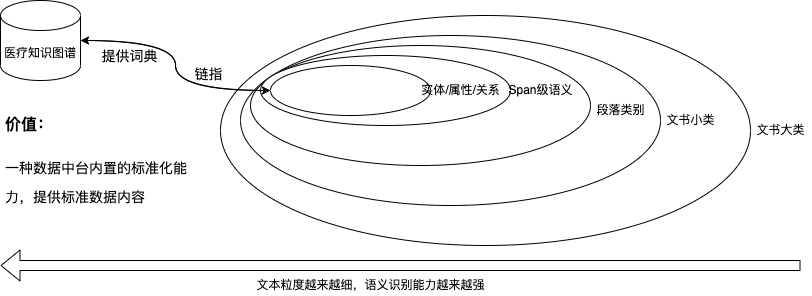 医疗知识图谱
提供词典
链指
实体/属性/关系
Span级语义
段落类别
文书小类
文书大类
价值：
一种数据中台内置的标准化能
力，提供标准数据内容
文本粒度越来越细，语义识别能力越来越强